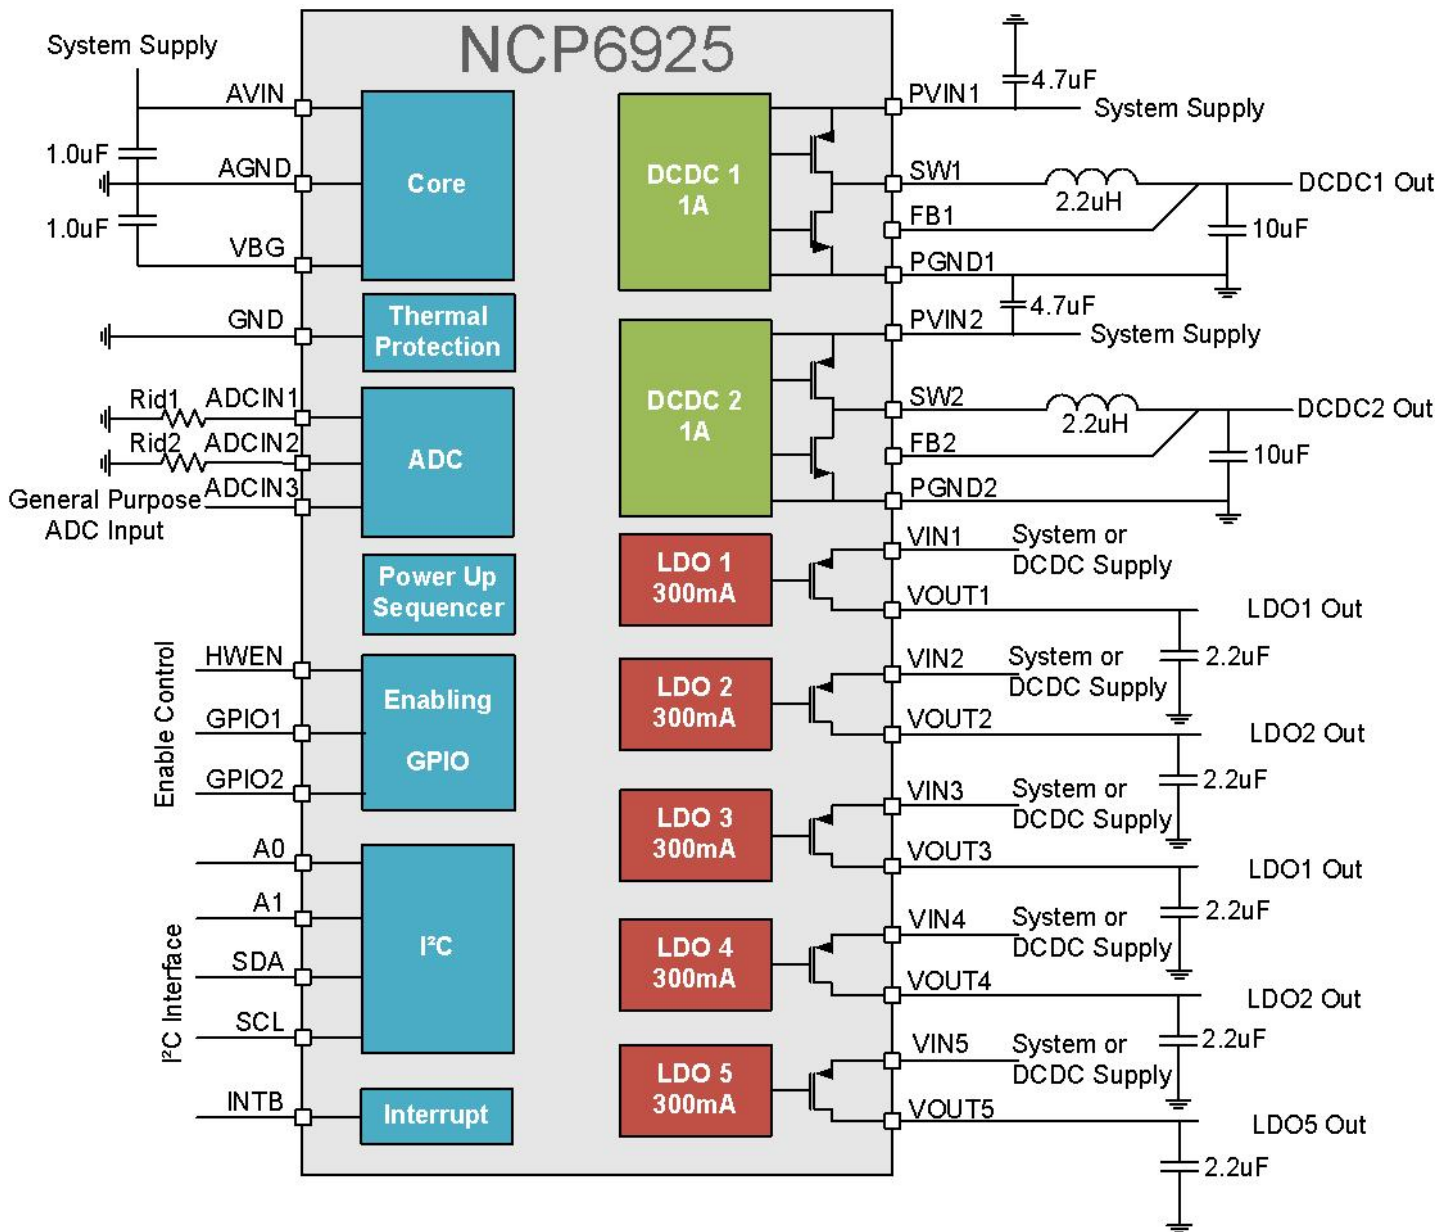 NCP6925
System Supply
AVIN
1.0uF
AGND
1.0uF
VBG
GND
Rid1
ADCIN1
Rid2
ADCIN2
ADCIN3
General Purpose
ADC Input
Enable Control
HWEN
GPIO1
GPIO2
I²C Interface
A0
A1
SDA
SCL
INTB
Core
Thermal
Protection
ADC
Power Up
Sequencer
Enabling
GPIO
I²C
Interrupt
DCDC 1
1A
DCDC 2
1A
LDO 1
300mA
LDO 2
300mA
LDO 3
300mA
LDO 4
300mA
LDO 5
300mA
4.7uF
PVIN1
System Supply
SW1
2.2uH
DCDC1 Out
FB1
10uF
PGND1
4.7uF
PVIN2
System Supply
SW2
2.2uH
DCDC2 Out
FB2
10uF
PGND2
VIN1
System or
DCDC Supply
VOUT1
LDO1 Out
2.2uF
VIN2
System or
DCDC Supply
VOUT2
LDO2 Out
2.2uF
VIN3
System or
DCDC Supply
VOUT3
LDO1 Out
2.2uF
VIN4
System or
DCDC Supply
VOUT4
LDO2 Out
2.2uF
VIN5
System or
DCDC Supply
VOUT5
LDO5 Out
2.2uF